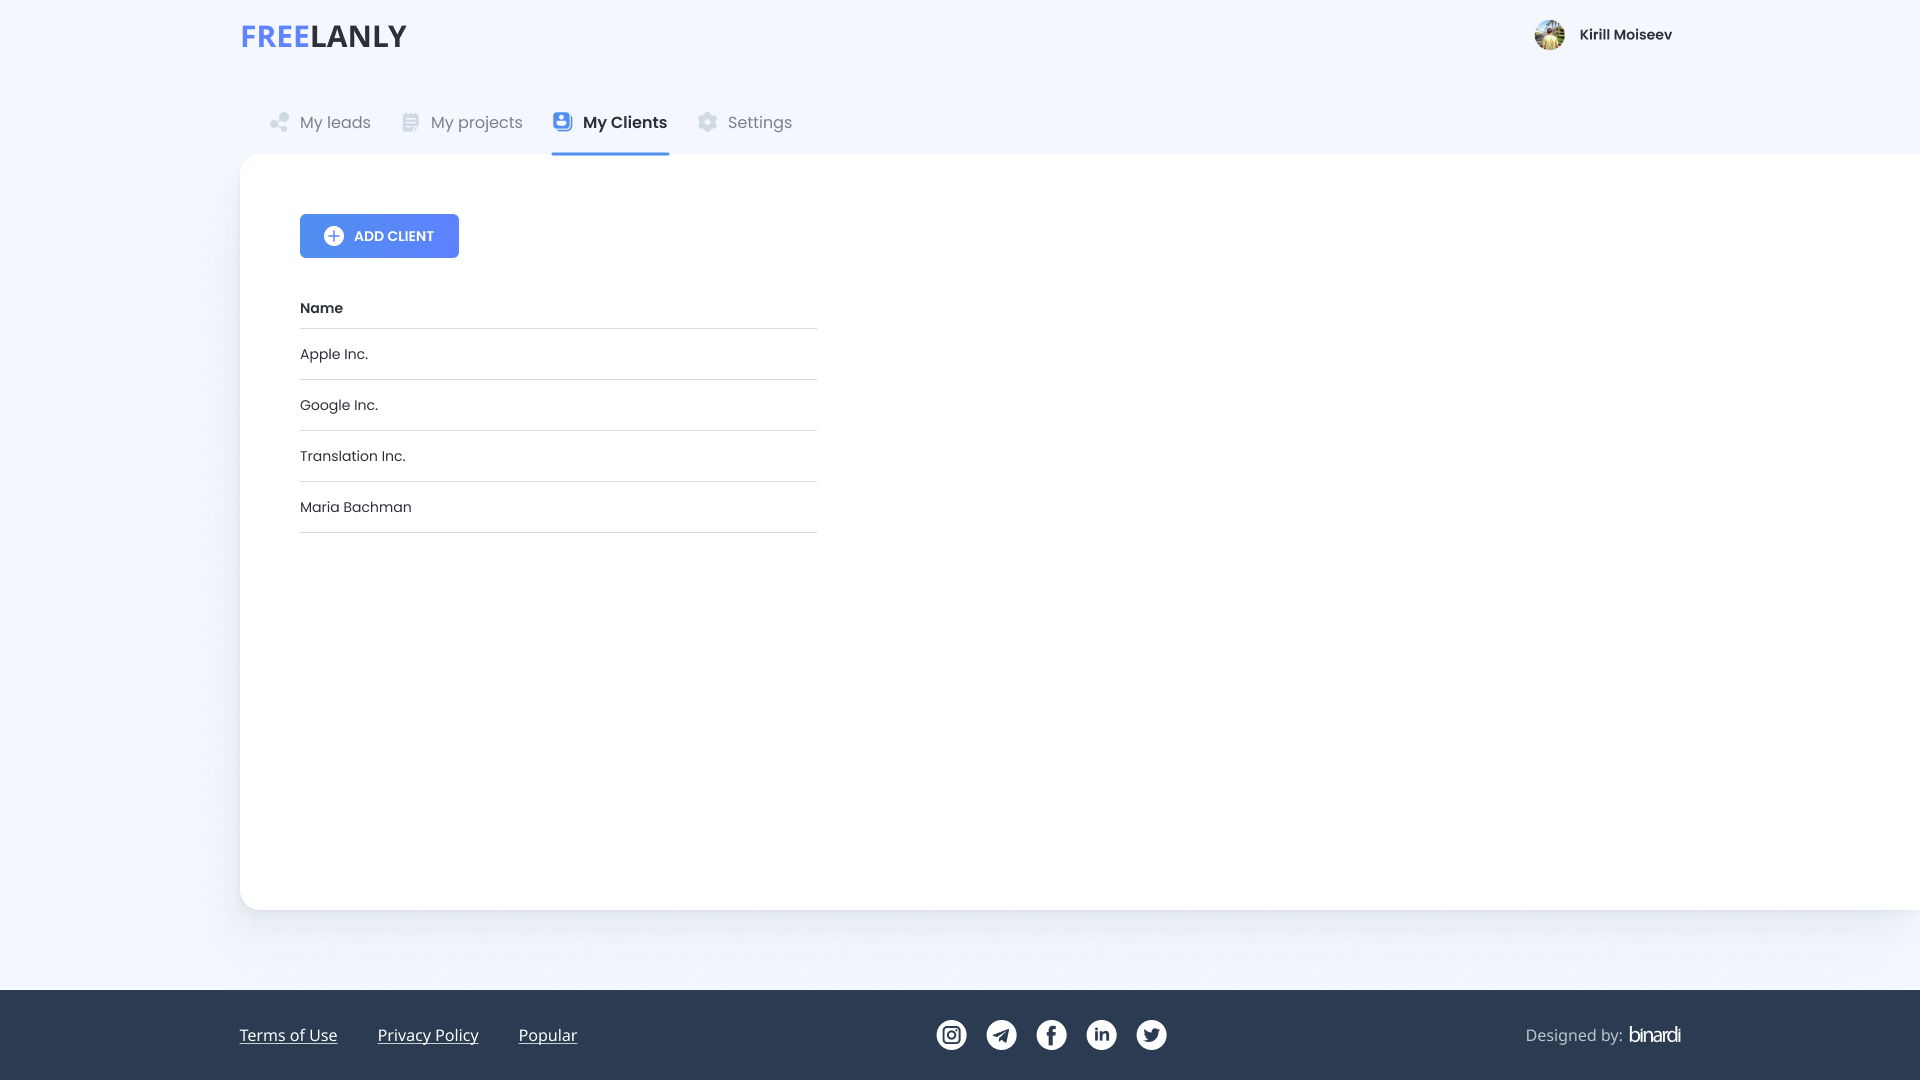 FREELANLY
Kirill Moiseev
My leads
My projects
My Clients
Settings
ADD CLIENT
Name
Apple Inc.
Google Inc.
Translation Inc.
Maria Bachman
Terms of Use
Privacy Policy
Popular
in
Designed by: binardi